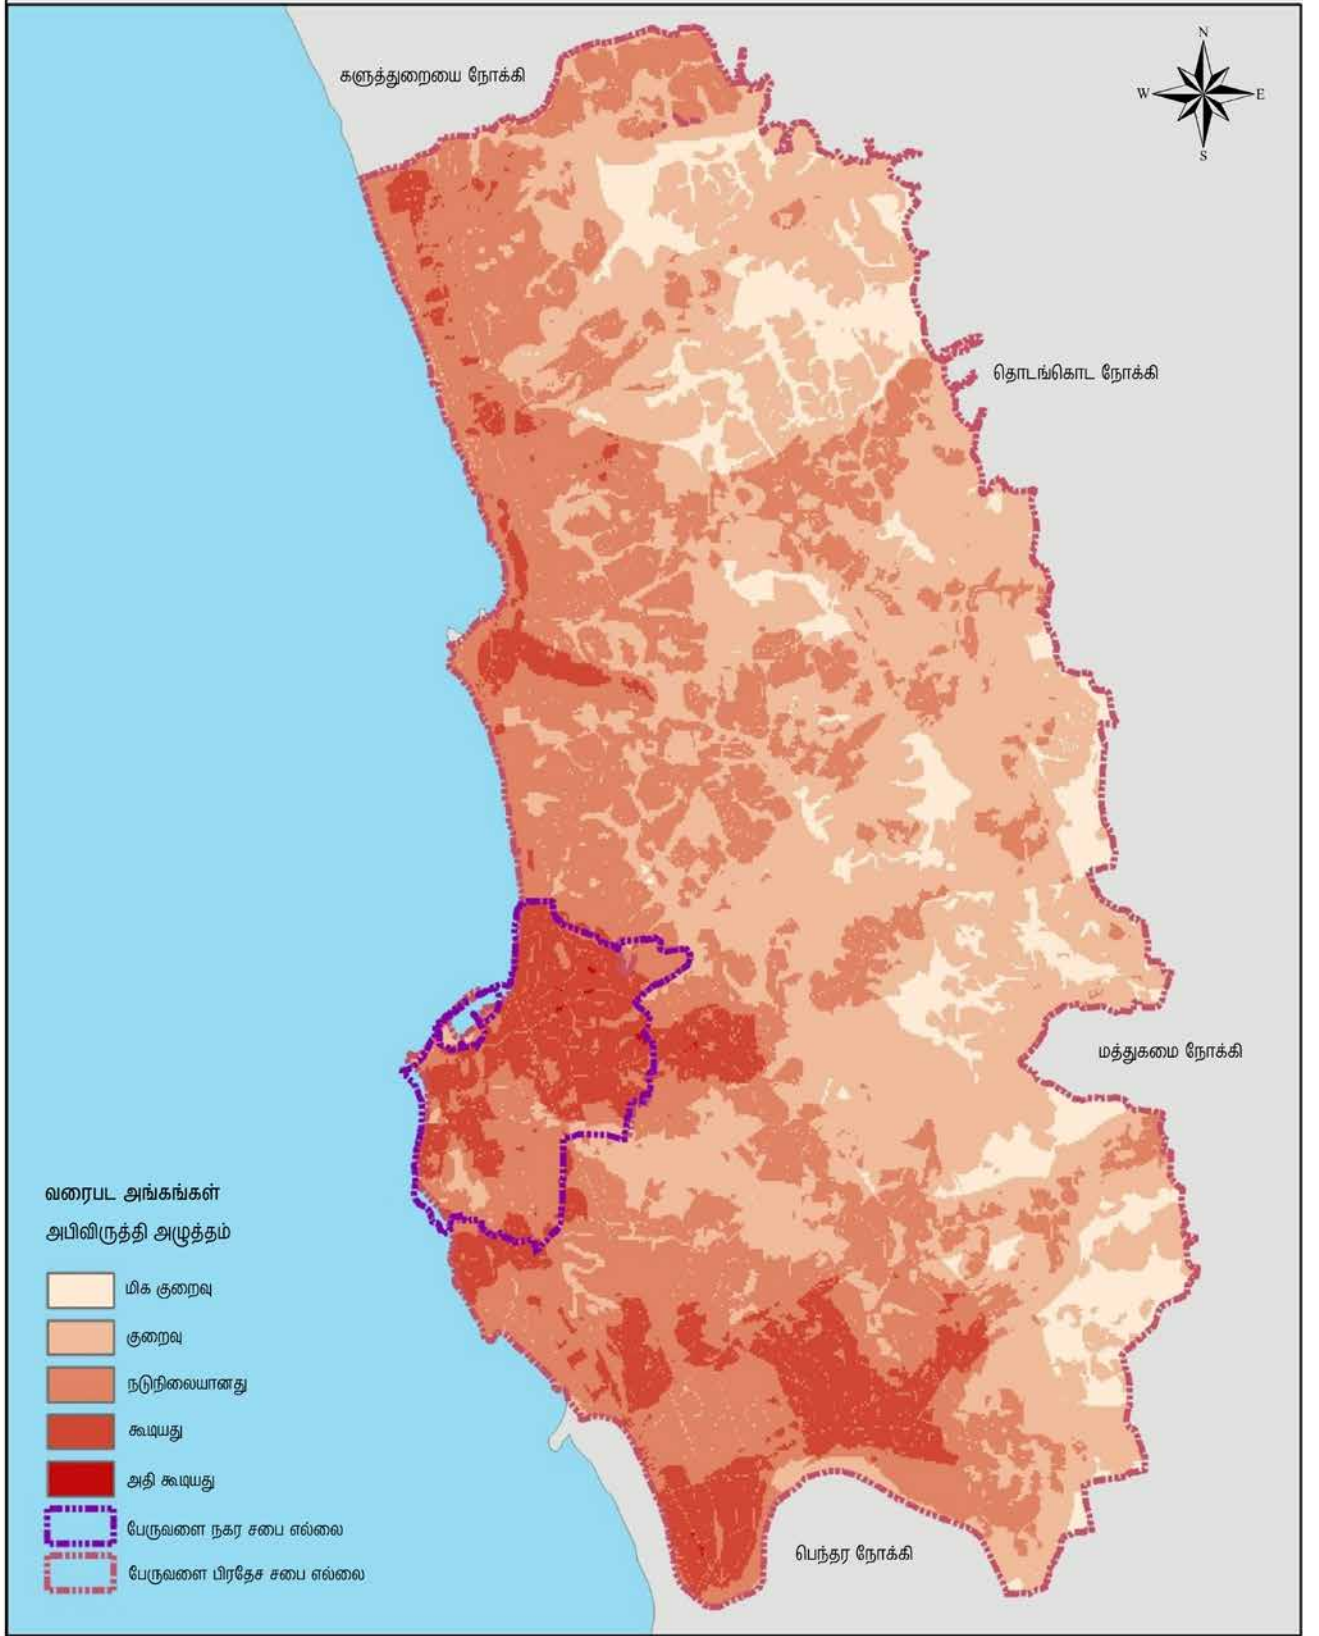 களுத்துறையை நோக்கி
N
W
E
S
தொடங்கொட நோக்கி
மத்துகமை நோக்கி
வரைபட அங்கங்கள்
அபிவிருத்தி அழுத்தம்
மிக குறைவு
குறைவு
நடுநிலையானது
கூடியது
அதி கூடியது
பேருவளை நகர சபை எல்லை
பேருவளை பிரதேச சபை எல்லை
பெந்தர நோக்கி